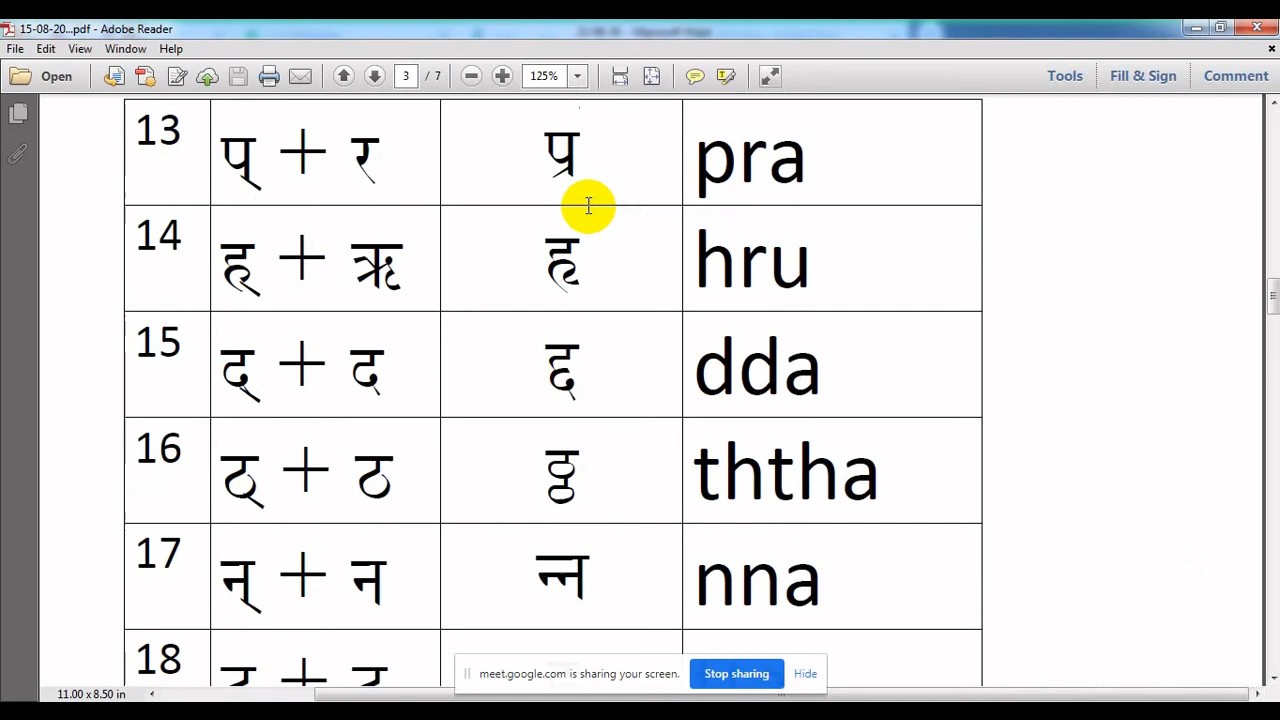 15-08-20...pdf - Adobe Reader
File Edit View Window Help
Open 3 / 7 125% Tools Fill & Sign Comment
13 प् + र प्र pra
14 हृ + ऋ हृ hru
15 द् + द द्द dda
16 ठ् + ठ ठ्ठ ththa
17 न् + न न्न nna
18
meet.google.com is sharing your screen. Stop sharing Hide
11.00 x 8.50 in